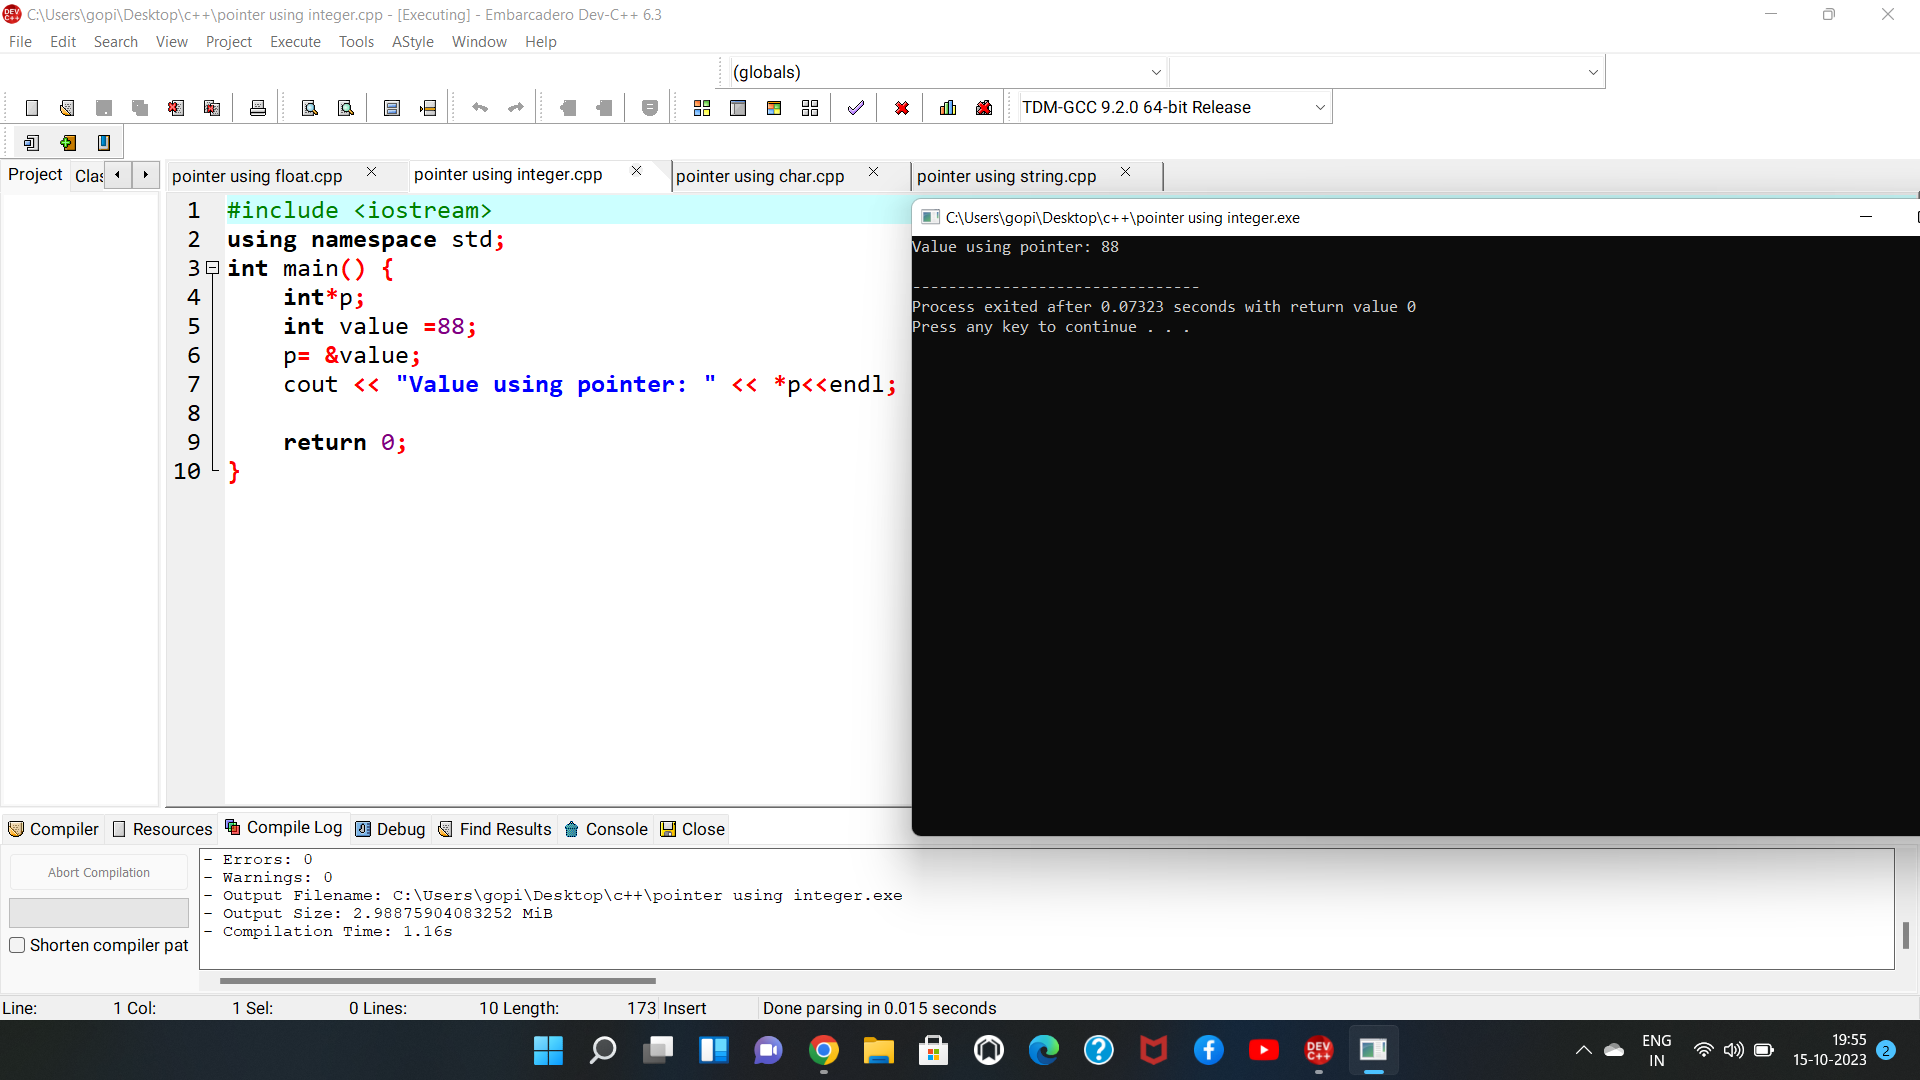 C:\Users\gopi\Desktop\c++\pointer using integer.cpp - [Executing] - Embarcadero Dev-C++ 6.3
File Edit Search View Project Execute Tools AStyle Window Help
(globals)
TDM-GCC 9.2.0 64-bit Release
Project Clas
pointer using float.cpp pointer using integer.cpp pointer using char.cpp pointer using string.cpp
1 #include <iostream>
2 using namespace std;
3 int main() {
4 int*p;
5 int value =88;
6 p= &value;
7 cout << "Value using pointer: " << *p<<endl;
8
9 return 0;
10 }
C:\Users\gopi\Desktop\c++\pointer using integer.exe
Value using pointer: 88
--------------------------------
Process exited after 0.07323 seconds with return value 0
Press any key to continue . . .
Compiler Resources Compile Log Debug Find Results Console Close
Abort Compilation
Shorten compiler pat
- Errors: 0
- Warnings: 0
- Output Filename: C:\Users\gopi\Desktop\c++\pointer using integer.exe
- Output Size: 2.98875904083252 MiB
- Compilation Time: 1.16s
Line: 1 Col: 1 Sel: 0 Lines: 10 Length: 173 Insert Done parsing in 0.015 seconds
DEV C++
ENG
IN
19:55
15-10-2023
2